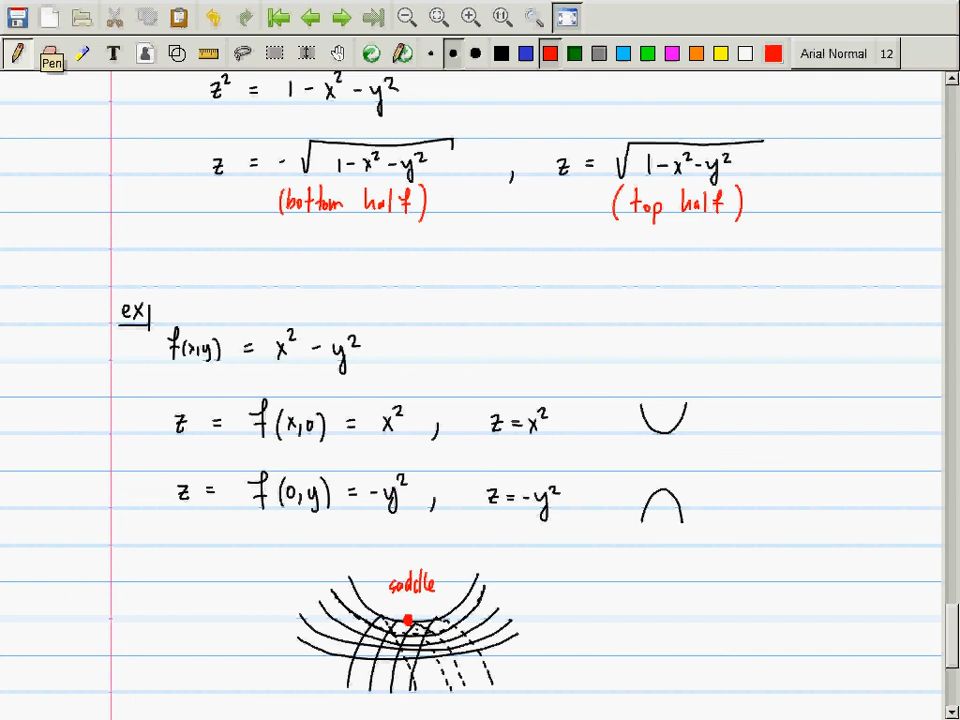 T
Arial Normal 12
Pen
z² = 1 - x² - y²
z = -√(1-x²-y²) , z = √(1-x²-y²)
(bottom half) (top half)
ex
f(x,y) = x² - y²
z = f(x,0) = x² , z = x²
z = f(0,y) = -y² , z = -y²
saddle